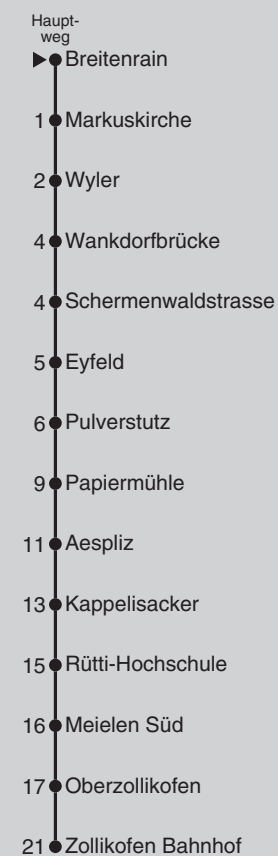 Haupt-
weg
Breitenrain
1 Markuskirche
2 Wyler
4 Wankdorfbrücke
4 Schermenwaldstrasse
5 Eyfeld
6 Pulverstutz
9 Papiermühle
11 Aespliz
13 Kappelisacker
15 Rütti-Hochschule
16 Meielen Süd
17 Oberzollikofen
21 Zollikofen Bahnhof